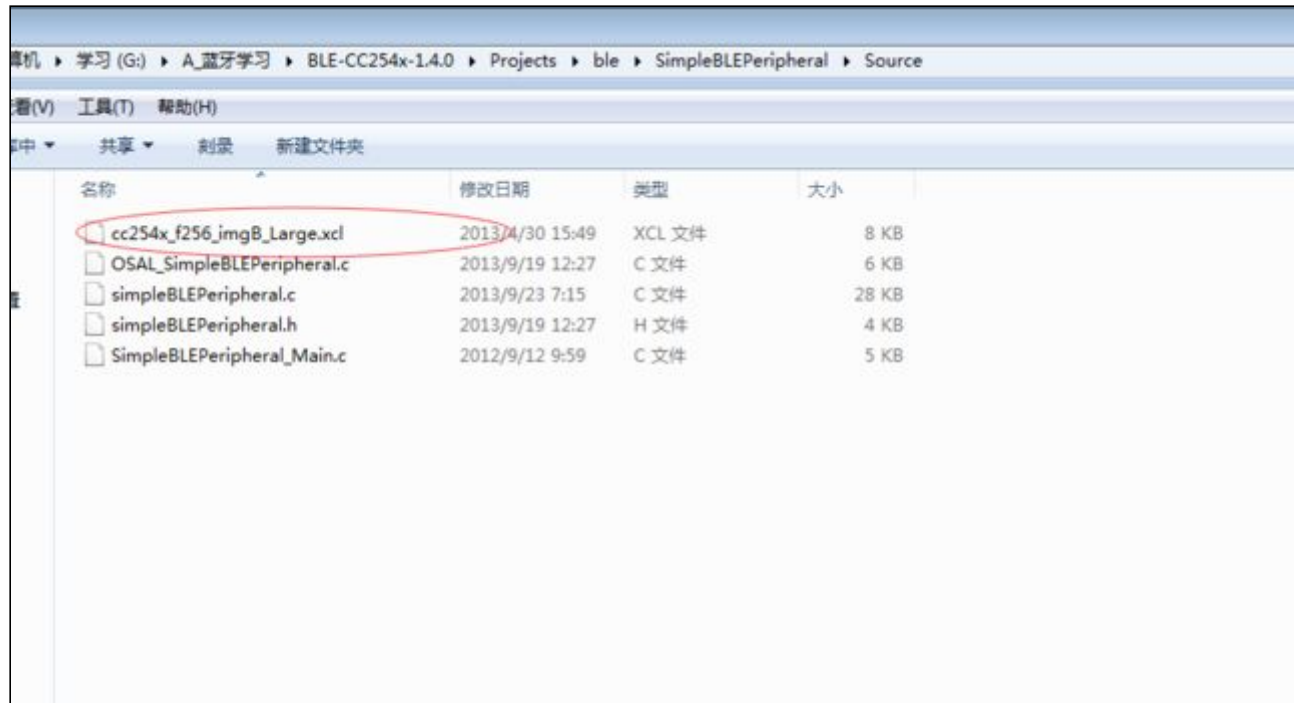 算机 ▸ 学习 (G:) ▸ A_蓝牙学习 ▸ BLE-CC254x-1.4.0 ▸ Projects ▸ ble ▸ SimpleBLEPeripheral ▸ Source
查看(V) 工具(T) 帮助(H)
库中 ▼ 共享 ▼ 刻录 新建文件夹
名称 修改日期 类型 大小
cc254x_f256_imgB_Large.xcl 2013/4/30 15:49 XCL 文件 8 KB
OSAL_SimpleBLEPeripheral.c 2013/9/19 12:27 C 文件 6 KB
simpleBLEPeripheral.c 2013/9/23 7:15 C 文件 28 KB
simpleBLEPeripheral.h 2013/9/19 12:27 H 文件 4 KB
SimpleBLEPeripheral_Main.c 2012/9/12 9:59 C 文件 5 KB